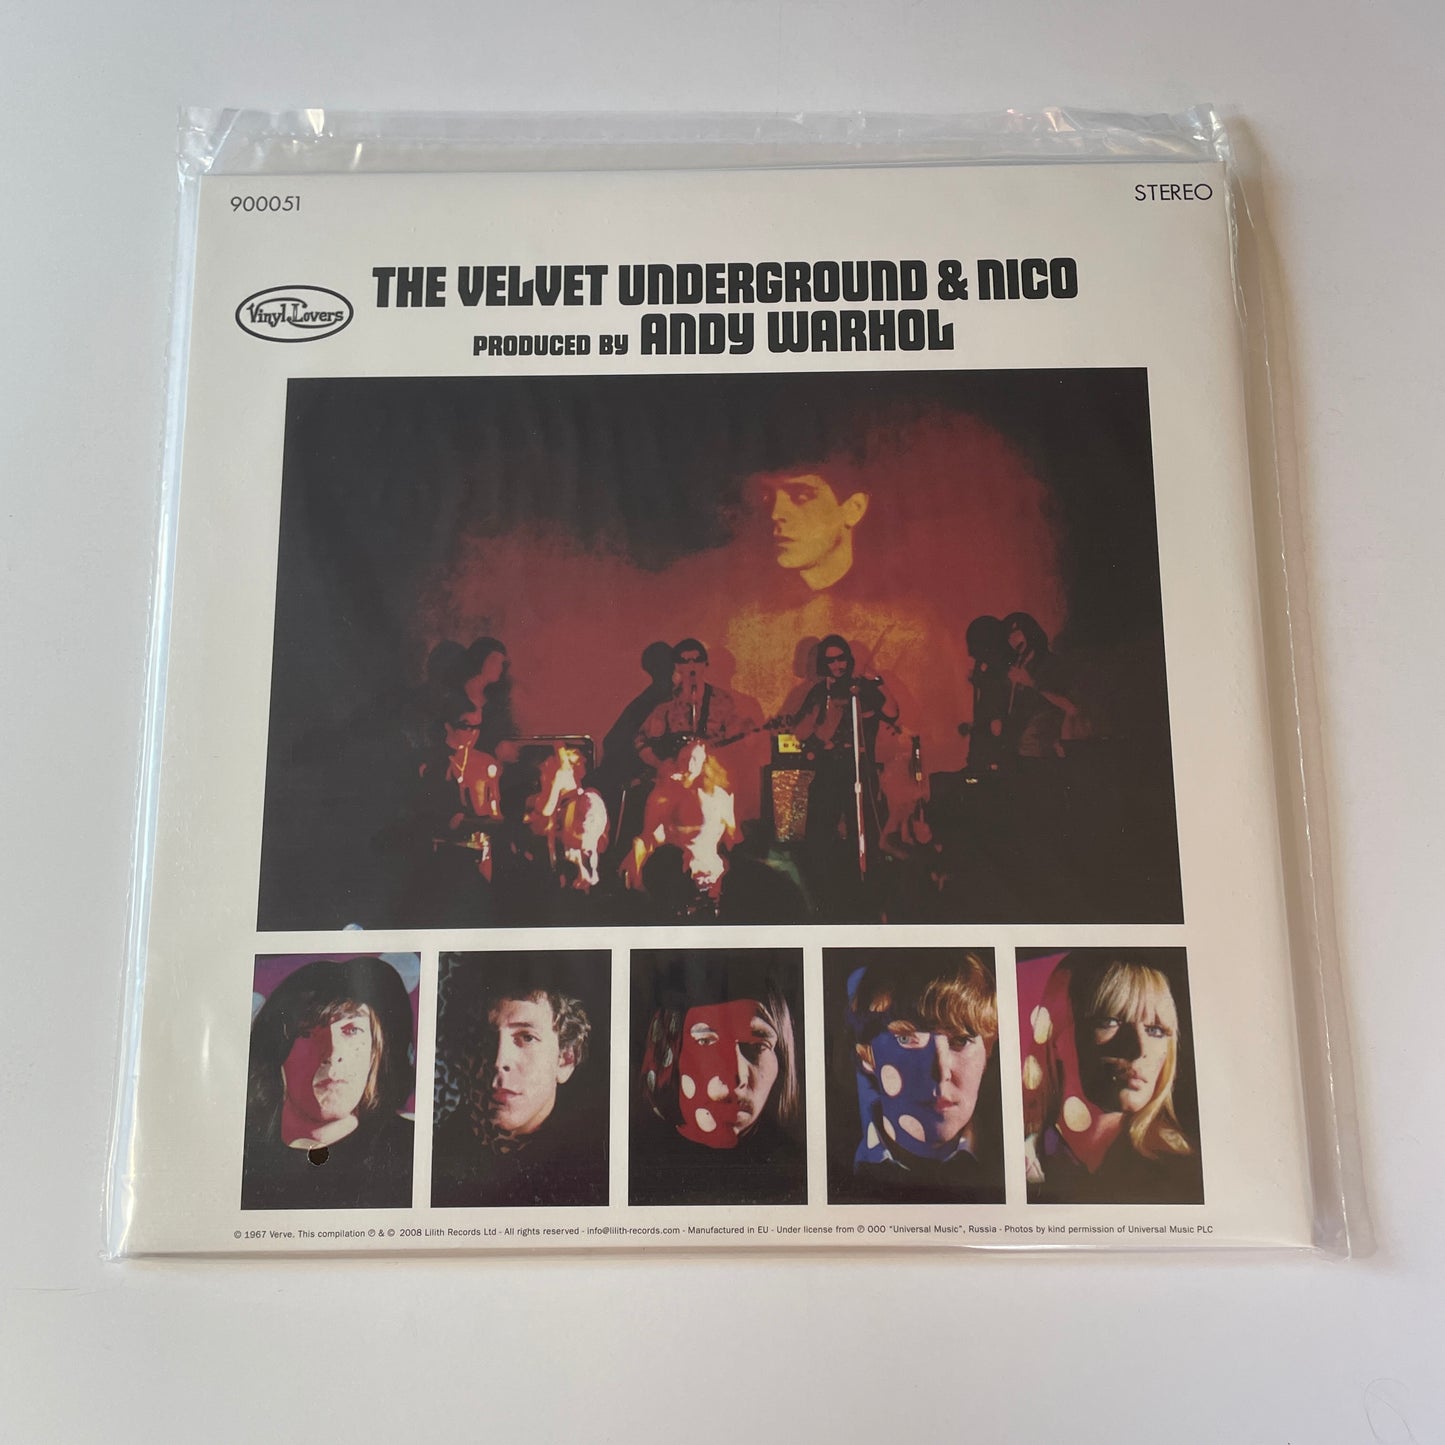 900051
STEREO
Vinyl Lovers
THE VELVET UNDERGROUND & NICO
PRODUCED BY ANDY WARHOL
© 1967 Verve. This compilation ℗ & © 2008 Lilith Records Ltd - All rights reserved - info@lilith-records.com - Manufactured in EU - Under license from ℗ OOO "Universal Music", Russia - Photos by kind permission of Universal Music PLC